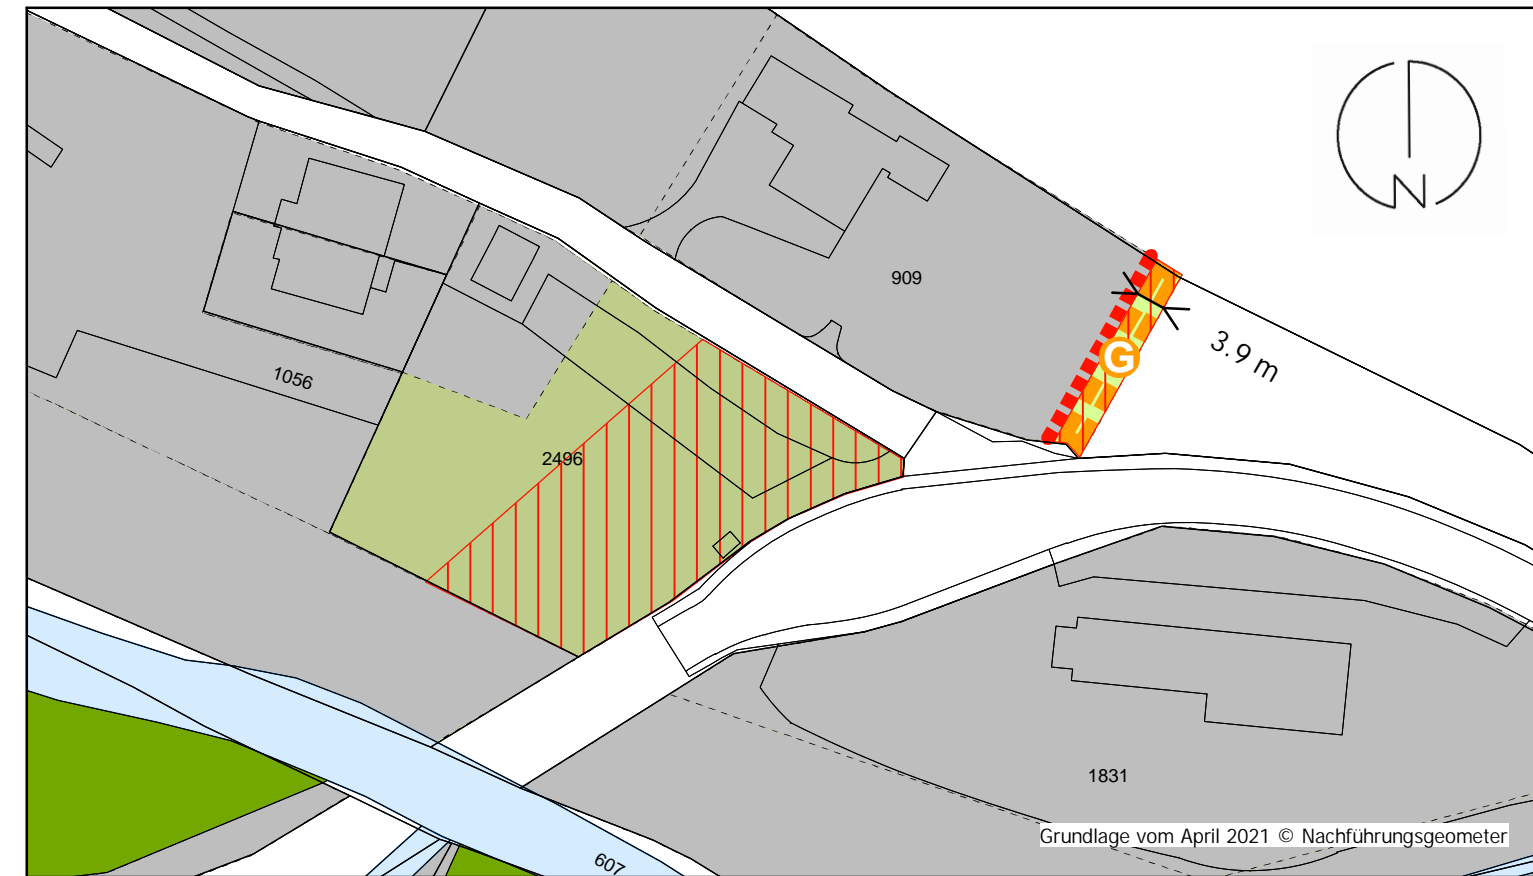 N
909
3.9 m
G
1056
2496
1831
Grundlage vom April 2021 © Nachführungsgeometer
607